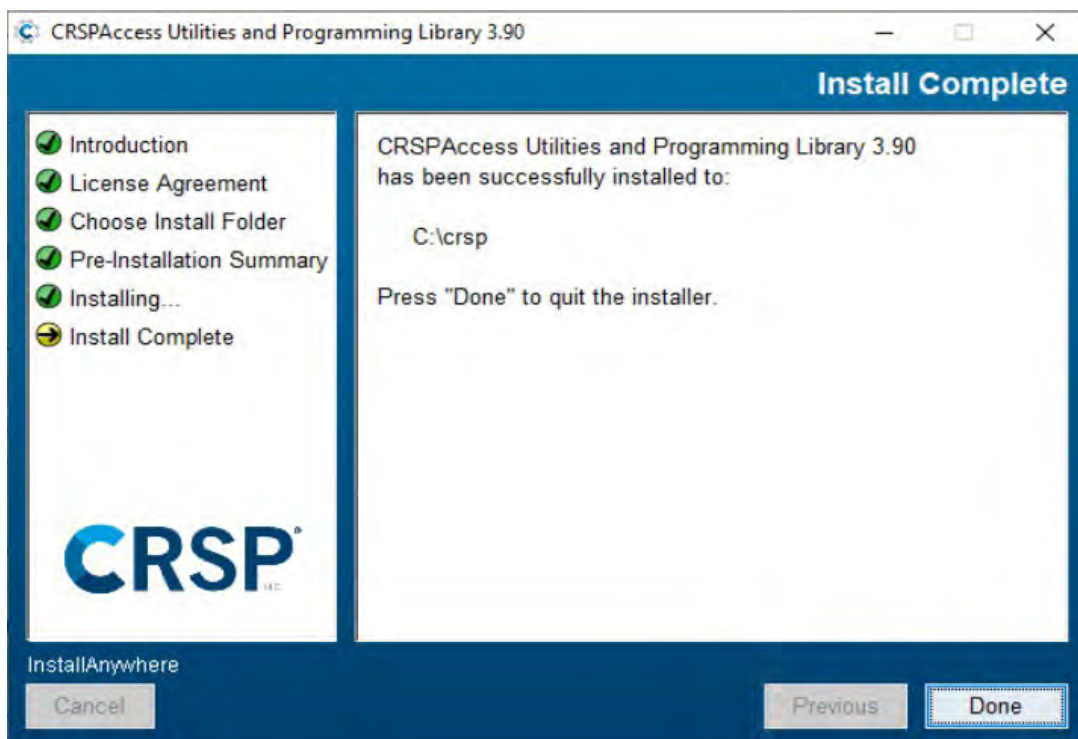 CRSPAccess Utilities and Programming Library 3.90
Install Complete
Introduction
License Agreement
Choose Install Folder
Pre-Installation Summary
Installing...
Install Complete
CRSPAccess Utilities and Programming Library 3.90
has been successfully installed to:
C:\crsp
Press "Done" to quit the installer.
CRSP
InstallAnywhere
Cancel
Previous
Done